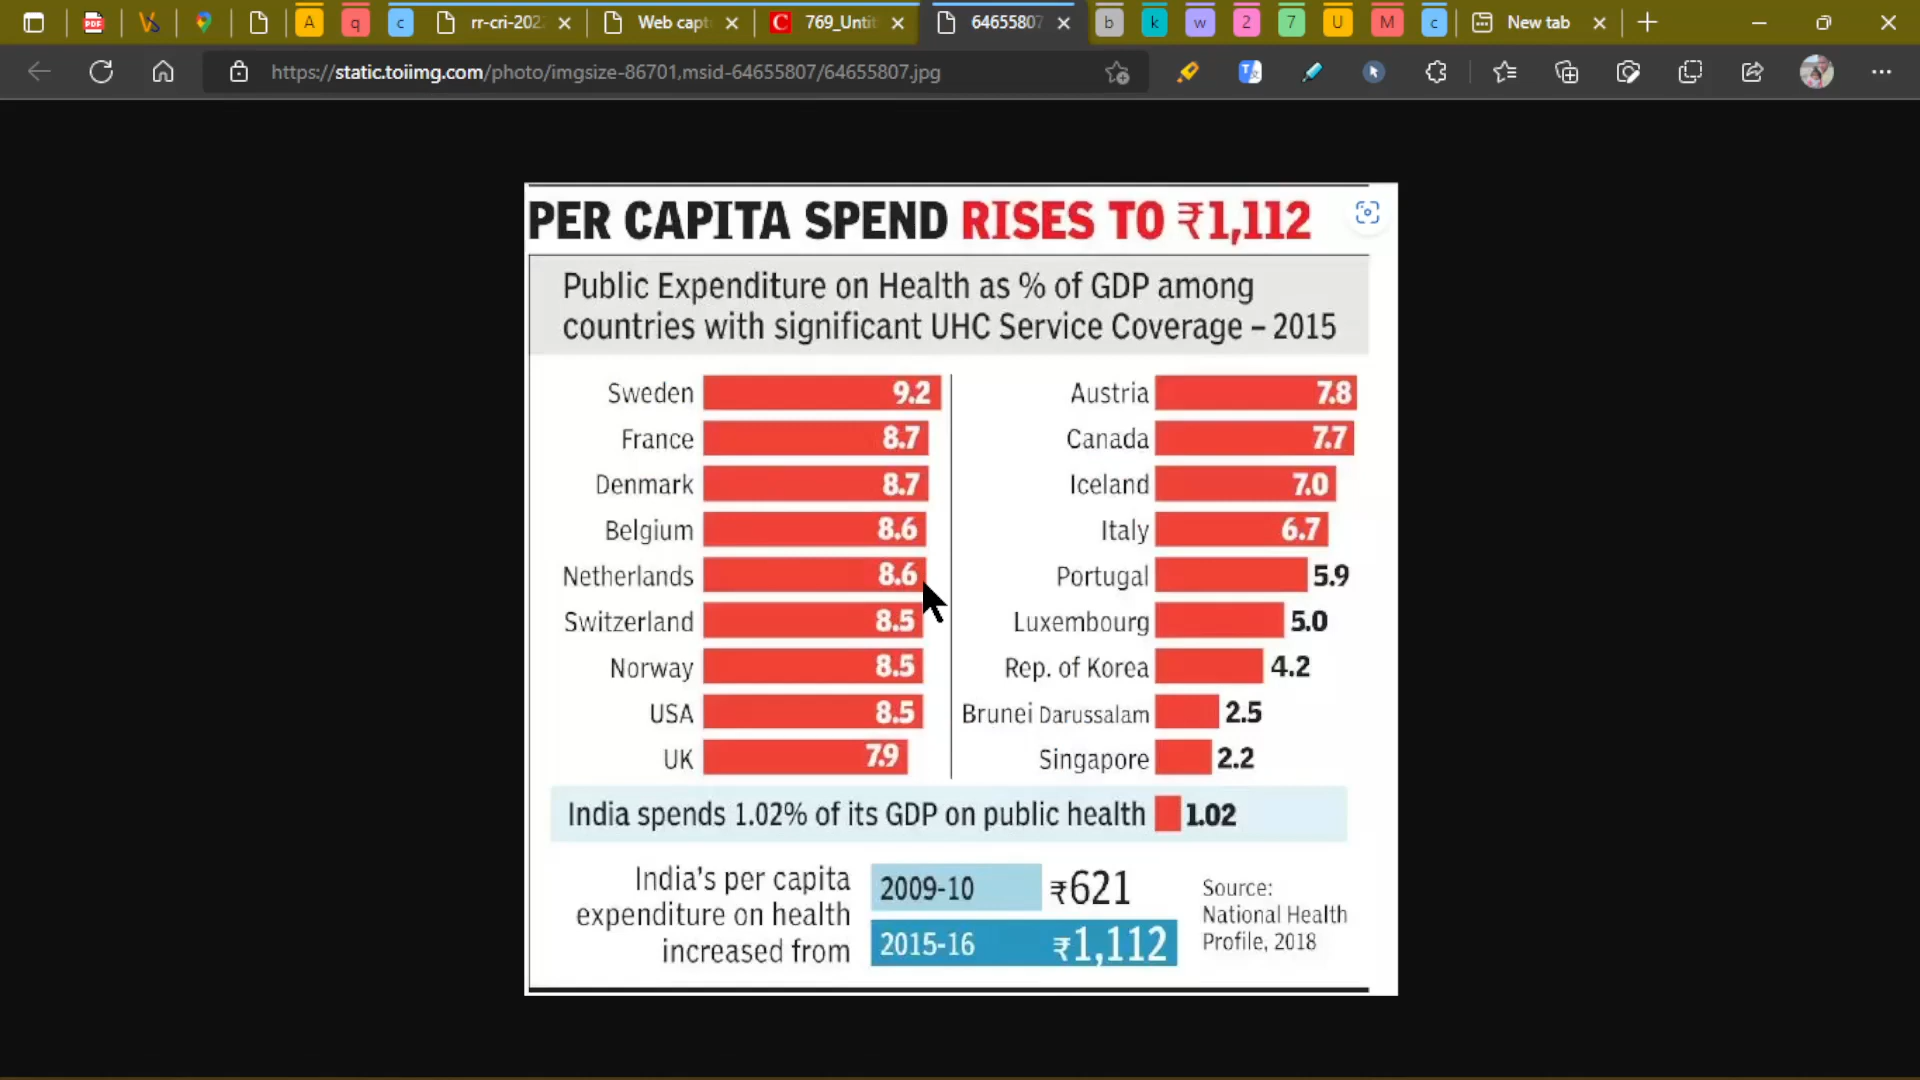 A
q
c
rr-cri-202
Web capt
C
769_Untit
64655807
b
k
w
2
7
U
M
c
New tab
https://static.toiimg.com/photo/imgsize-86701,msid-64655807/64655807.jpg
PER CAPITA SPEND RISES TO ₹1,112
Public Expenditure on Health as % of GDP among
countries with significant UHC Service Coverage – 2015
Sweden 9.2
France 8.7
Denmark 8.7
Belgium 8.6
Netherlands 8.6
Switzerland 8.5
Norway 8.5
USA 8.5
UK 7.9
Austria 7.8
Canada 7.7
Iceland 7.0
Italy 6.7
Portugal 5.9
Luxembourg 5.0
Rep. of Korea 4.2
Brunei Darussalam 2.5
Singapore 2.2
India spends 1.02% of its GDP on public health 1.02
India's per capita
expenditure on health
increased from
2009-10 ₹621
2015-16 ₹1,112
Source:
National Health
Profile, 2018